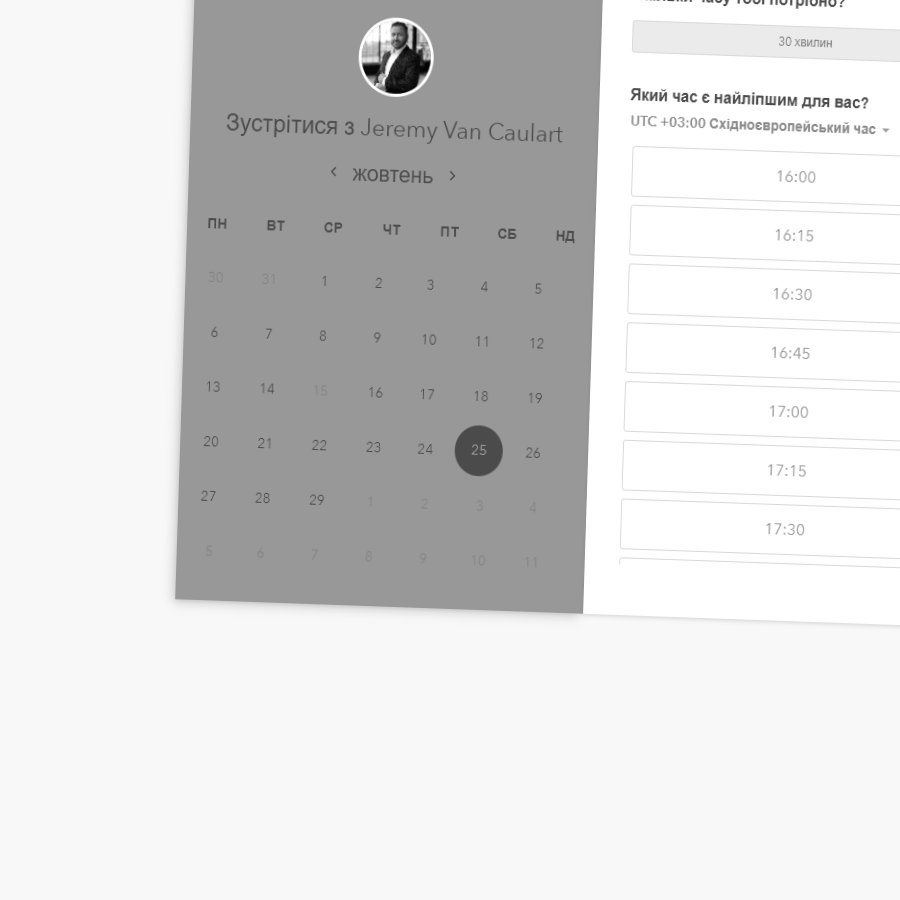 Зустрітися з Jeremy Van Caulart
жовтень
ПН ВТ СР ЧТ ПТ СБ НД
30 31 1 2 3 4 5
6 7 8 9 10 11 12
13 14 15 16 17 18 19
20 21 22 23 24 25 26
27 28 29 1 2 3 4
5 6 7 8 9 10 11
часу тобі потрібно?
30 хвилин
Який час є найліпшим для вас?
UTC +03:00 Східноєвропейський час
16:00
16:15
16:30
16:45
17:00
17:15
17:30